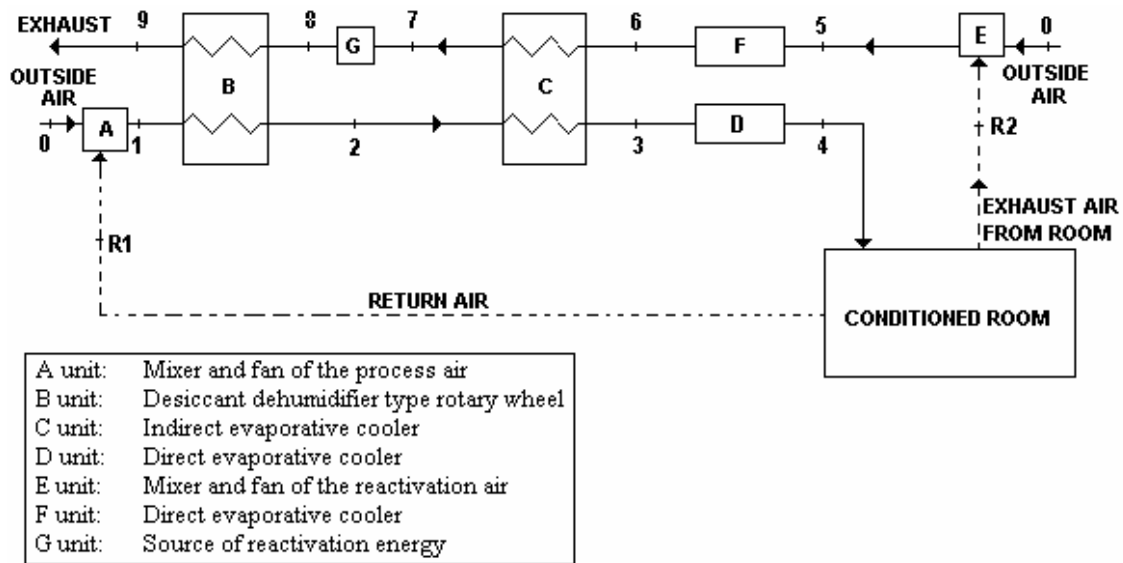 EXHAUST 9 8 7 6 5 0
G F E
OUTSIDE AIR B C OUTSIDE AIR
A D
0 1 2 3 4 R2
R1 EXHAUST AIR
FROM ROOM
RETURN AIR CONDITIONED ROOM
A unit: Mixer and fan of the process air
B unit: Desiccant dehumidifier type rotary wheel
C unit: Indirect evaporative cooler
D unit: Direct evaporative cooler
E unit: Mixer and fan of the reactivation air
F unit: Direct evaporative cooler
G unit: Source of reactivation energy